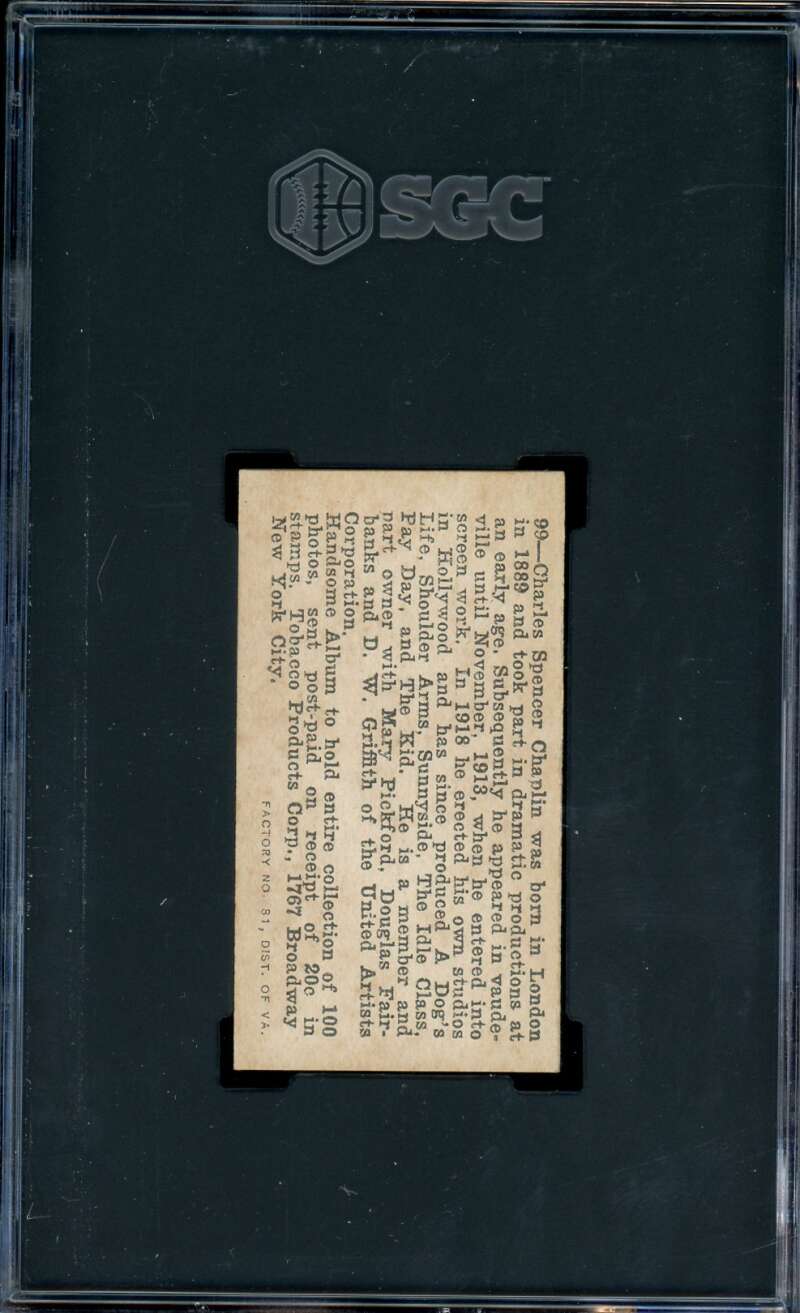 SGC
99—Charles Spencer Chaplin was born in London
in 1889 and took part in dramatic productions at
an early age. Subsequently he appeared in vaude-
ville until November, 1913, when he entered into
screen work. In 1918 he erected his own studios
in Hollywood and has since produced A Dog's
Life, Shoulder Arms, Sunnyside, The Idle Class,
Pay Day, and The Kid. He is a member and
part owner with Mary Pickford, Douglas Fair-
banks and D. W. Griffith of the United Artists
Corporation.
Handsome Album to hold entire collection of 100
photos, sent post-paid on receipt of 20c in
stamps. Tobacco Products Corp., 1767 Broadway
New York City.
FACTORY NO. 81, DIST. OF VA.